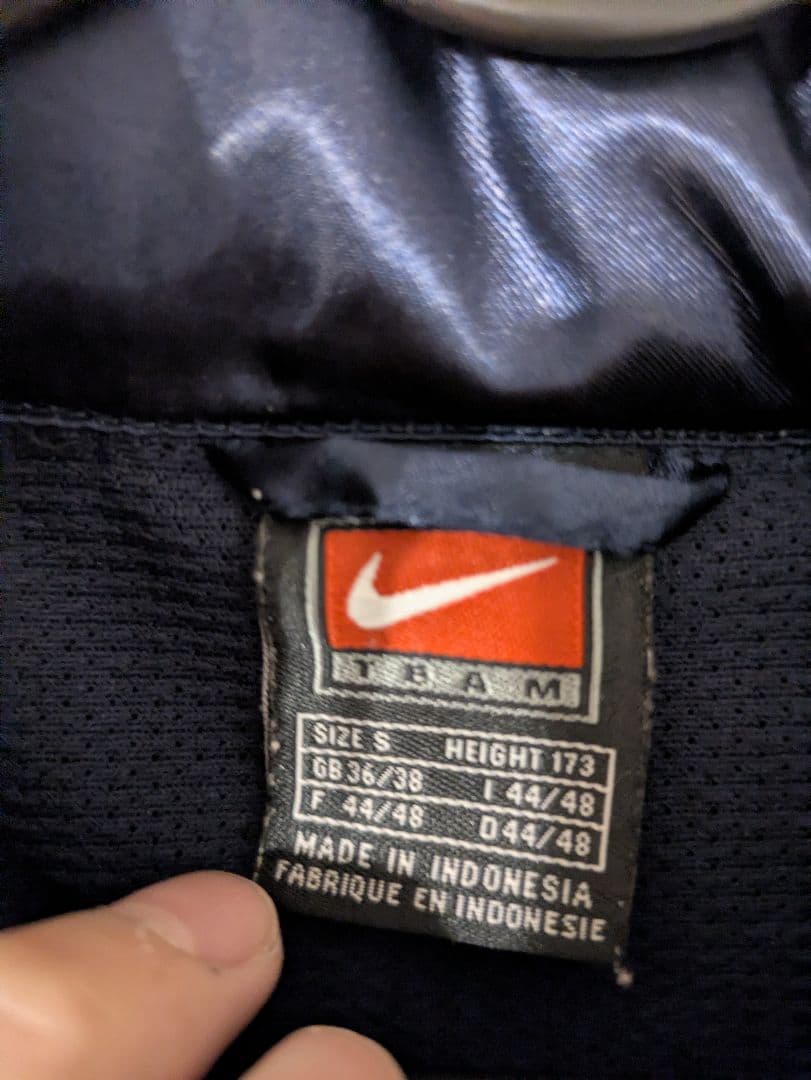 TEAM
SIZE S HEIGHT 173
GB 36/38 I 44/48
F 44/48 D 44/48
MADE IN INDONESIA
FABRIQUE EN INDONESIE